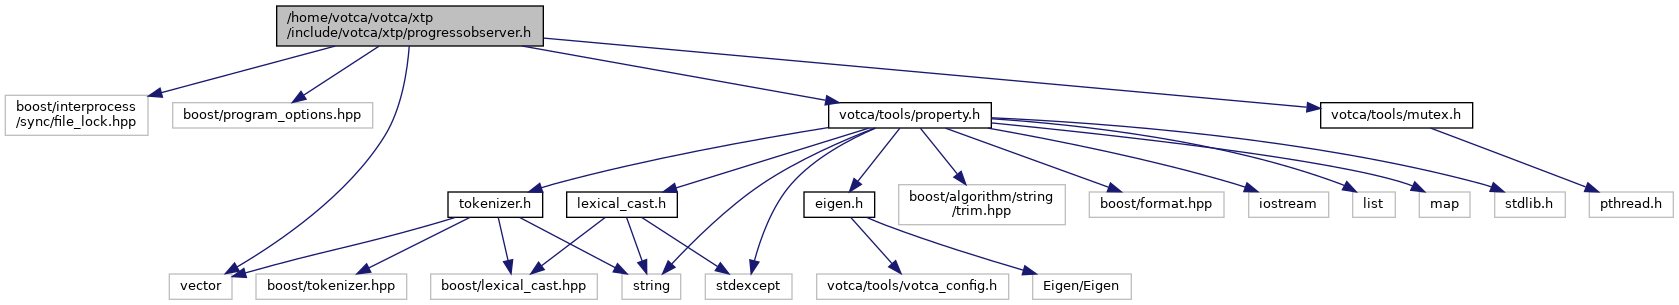 /home/votca/votca/xtp
/include/votca/xtp/progressobserver.h
boost/interprocess
/sync/file_lock.hpp
boost/program_options.hpp
votca/tools/property.h
votca/tools/mutex.h
tokenizer.h
lexical_cast.h
eigen.h
boost/algorithm/string
/trim.hpp
boost/format.hpp
iostream
list
map
stdlib.h
pthread.h
vector
boost/tokenizer.hpp
boost/lexical_cast.hpp
string
stdexcept
votca/tools/votca_config.h
Eigen/Eigen